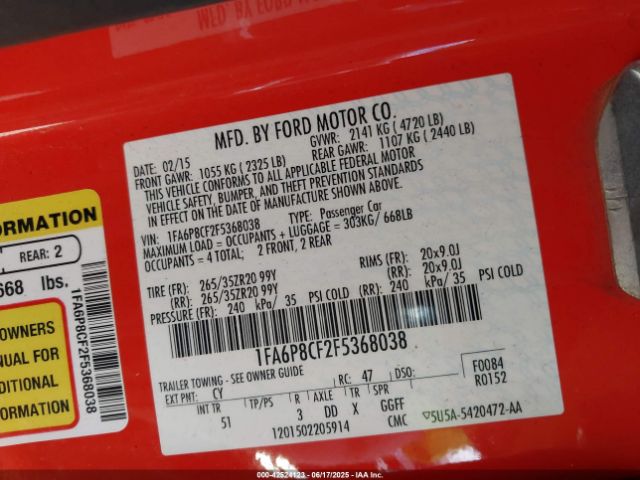 MFD. BY FORD MOTOR CO.
DATE: 02/15
GVWR: 2141 KG ( 4720 LB)
FRONT GAWR: 1055 KG ( 2325 LB)
REAR GAWR: 1107 KG ( 2440 LB)
THIS VEHICLE CONFORMS TO ALL APPLICABLE FEDERAL MOTOR
VEHICLE SAFETY, BUMPER, AND THEFT PREVENTION STANDARDS
IN EFFECT ON THE DATE OF MANUFACTURE SHOWN ABOVE.
VIN: 1FA6P8CF2F5368038 TYPE: Passenger Car
MAXIMUM LOAD = OCCUPANTS + LUGGAGE = 303KG/ 668LB
OCCUPANTS = 4 TOTAL; 2 FRONT, 2 REAR
TIRE (FR): 265/35ZR20 99Y RIMS (FR): 20x9.0J
(RR): 265/35ZR20 99Y (RR): 20x9.0J
PRESSURE (FR): 240 kPa/ 35 PSI COLD (RR): 240 kPa/ 35 PSI COLD
1FA6P8CF2F5368038
TRAILER TOWING - SEE OWNER GUIDE
EXT PNT: CY RC: 47 DSO: F0084
R0152
INT TR TP/PS R AXLE TR SPR
51 3 DD X GGFF
1201502205914 CMC 5U5A-5420472-AA
ORMATION
REAR: 2
668 lbs.
OWNERS
NUAL FOR
DITIONAL
ORMATION
1FA6P8CF2F5368038
MFD. BY FORD
000 - 42524123 - 06/17/2025 - IAAI.COM